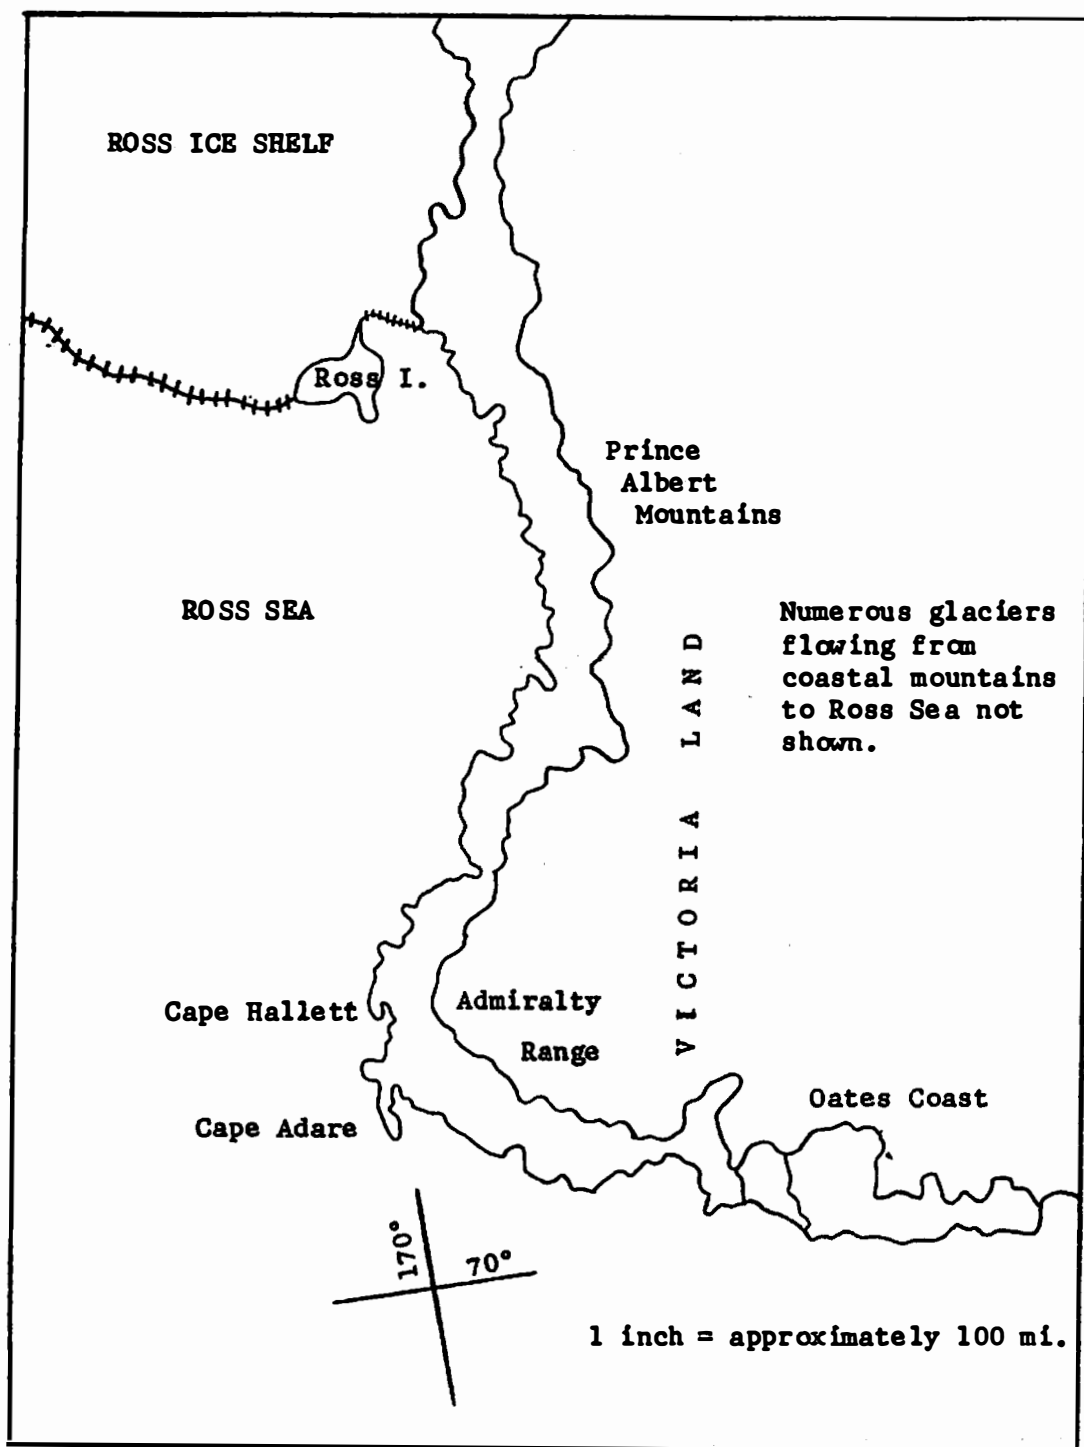 ROSS ICE SHELF
Ross I.
Prince
Albert
Mountains
ROSS SEA
Numerous glaciers
flowing from
coastal mountains
to Ross Sea not
shown.
VICTORIA LAND
Cape Hallett
Admiralty
Range
Oates Coast
Cape Adare
170°
70°
1 inch = approximately 100 mi.